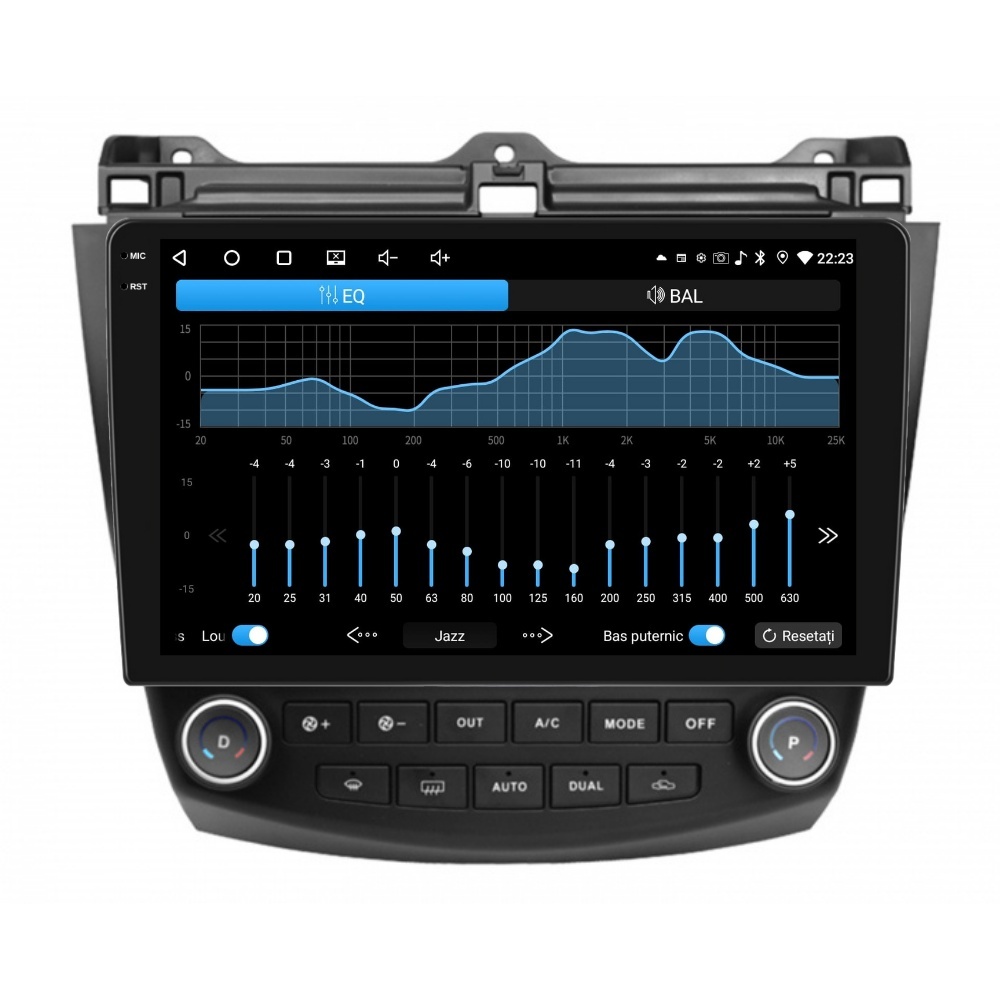 MIC
RST
22:23
EQ BAL
15
0
-15
20 50 100 200 500 1K 2K 5K 10K 25K
-4 -4 -3 -1 0 -4 -6 -10 -10 -11 -4 -3 -2 -2 +2 +5
15
0
-15
20 25 31 40 50 63 80 100 125 160 200 250 315 400 500 630
s Lou Jazz Bas puternic Resetați
D + - OUT A/C MODE OFF P
AUTO DUAL